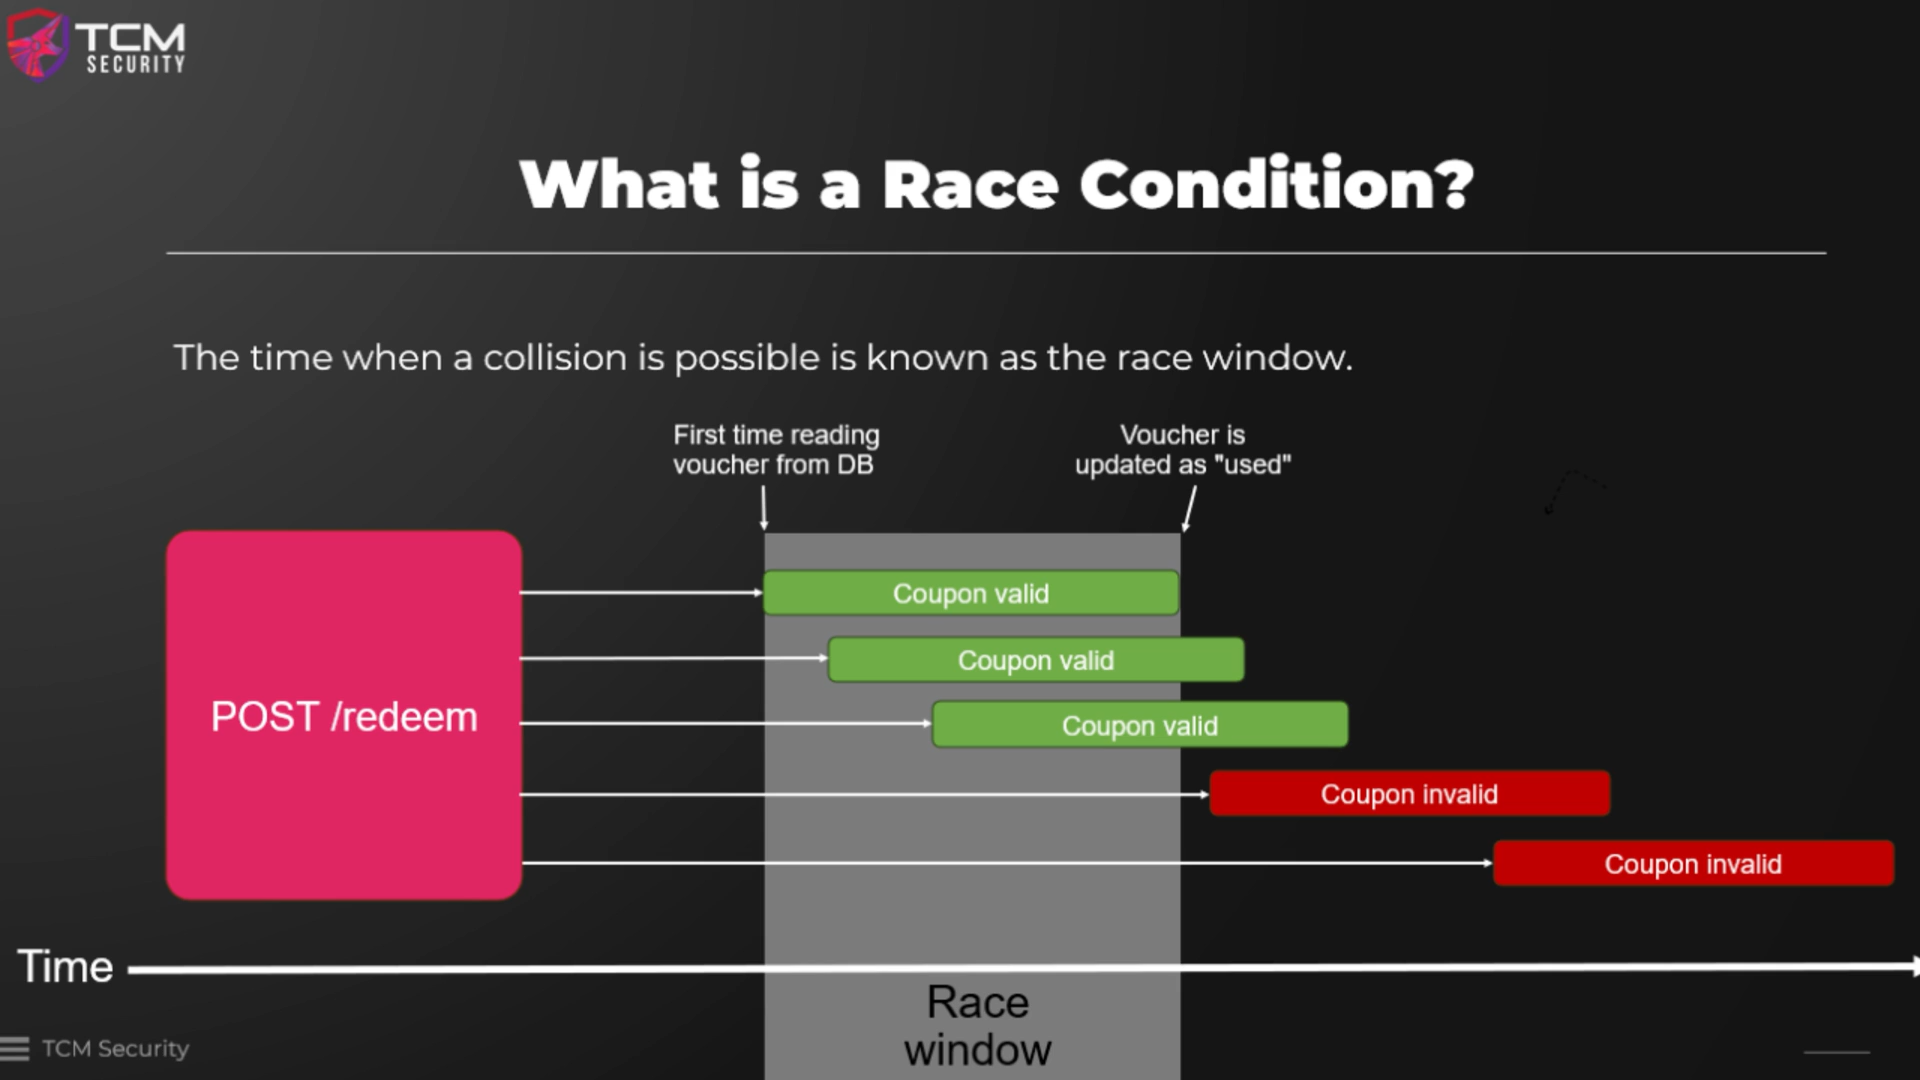 TCM
SECURITY
What is a Race Condition?
The time when a collision is possible is known as the race window.
First time reading
voucher from DB
Voucher is
updated as "used"
POST /redeem
Coupon valid
Coupon valid
Coupon valid
Coupon invalid
Coupon invalid
Time
Race
window
TCM Security